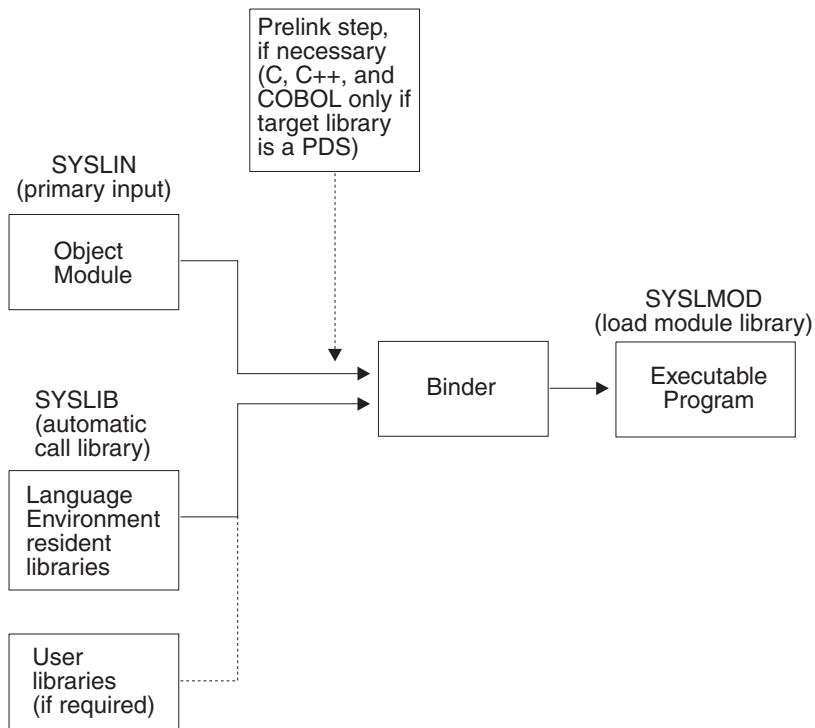 Prelink step,
if necessary
(C, C++, and
COBOL only if
target library
is a PDS)
SYSLIN
(primary input)
Object
Module
SYSLMOD
(load module library)
Binder
Executable
Program
SYSLIB
(automatic
call library)
Language
Environment
resident
libraries
User
libraries
(if required)